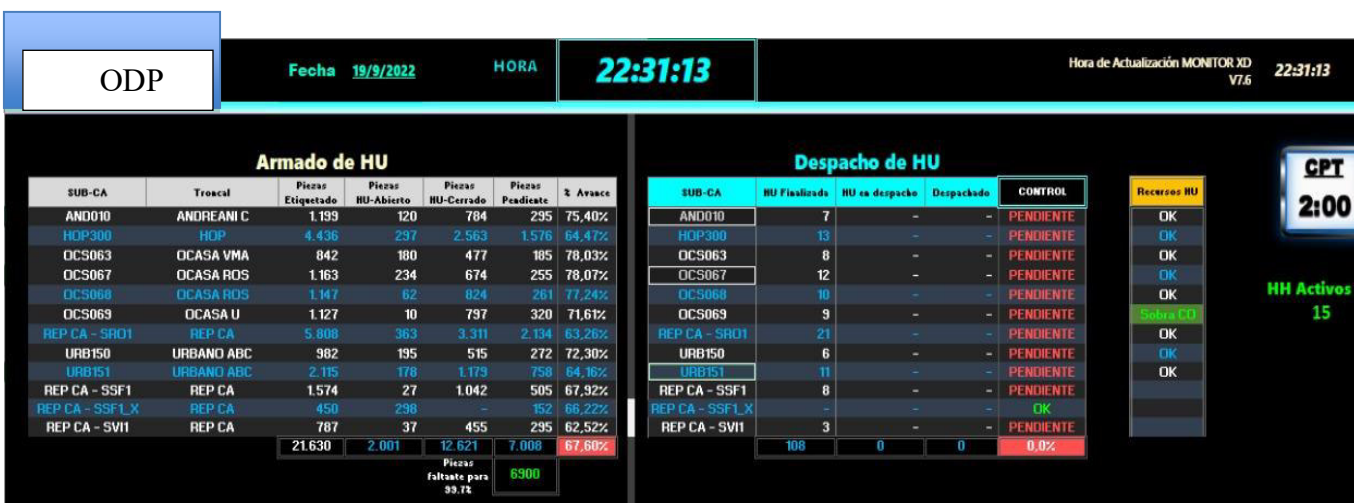 ODP
Fecha 19/9/2022 HORA 22:31:13 Hora de Actualización MONITOR XD V7.6 22:31:13
Armado de HU
SUB-CA Troncal Piezas Etiquetado Piezas HU-Abierto Piezas HU-Cerrado Piezas Pendiente % Avance
AND010 ANDREANI C 1.199 120 784 295 75,40%
HOP300 HOP 4.436 297 2.563 1.576 64,47%
OCS063 OCASA VMA 842 180 477 185 78,03%
OCS067 OCASA ROS 1.163 234 674 255 78,07%
OCS068 OCASA ROS 1.147 62 824 261 77,24%
OCS069 OCASA U 1.127 10 797 320 71,61%
REP CA - SRO1 REP CA 5.808 363 3.311 2.134 63,26%
URB150 URBANO ABC 982 195 515 272 72,30%
URB151 URBANO ABC 2.115 178 1.179 758 64,16%
REP CA - SSF1 REP CA 1.574 27 1.042 505 67,92%
REP CA - SSF1_X REP CA 450 298 - 152 66,22%
REP CA - SVI1 REP CA 787 37 455 295 62,52%
21.630 2.001 12.621 7.008 67,60%
Piezas faltante para 99.7% 6900
Despacho de HU
SUB-CA HU Finalizada HU en despacho Despachado CONTROL
AND010 7 - - PENDIENTE
HOP300 13 - - PENDIENTE
OCS063 8 - - PENDIENTE
OCS067 12 - - PENDIENTE
OCS068 10 - - PENDIENTE
OCS069 9 - - PENDIENTE
REP CA - SRO1 21 - - PENDIENTE
URB150 6 - - PENDIENTE
URB151 11 - - PENDIENTE
REP CA - SSF1 8 - - PENDIENTE
REP CA - SSF1_X - - - OK
REP CA - SVI1 3 - - PENDIENTE
108 0 0 0,0%
Recursos HU
OK
OK
OK
OK
OK
Sobra CO
OK
OK
OK
CPT
2:00
HH Activos
15